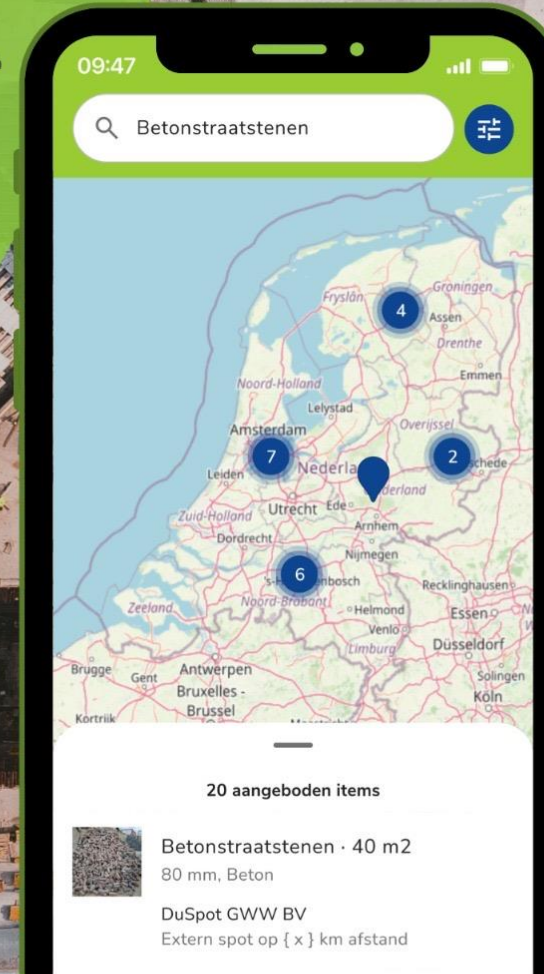 09:47
Betonstraatstenen
Groningen
Fryslân
4
Assen
Drenthe
Emmen
Noord-Holland
Lelystad
Amsterdam
Overijssel
7
2
schede
Leiden
Nederla
derland
Utrecht
Ede
Zuid-Holland
Arnhem
Dordrecht
Nijmegen
6
's-H
enbosch
Recklinghausen
Noord-Brabant
Zeeland
Helmond
Essen
Venlo
Düsseldorf
Limburg
Brugge
Antwerpen
Solingen
Gent
Bruxelles -
Brussel
Köln
Kortrijk
20 aangeboden items
Betonstraatstenen · 40 m2
80 mm, Beton
DuSpot GWW BV
Extern spot op { x } km afstand